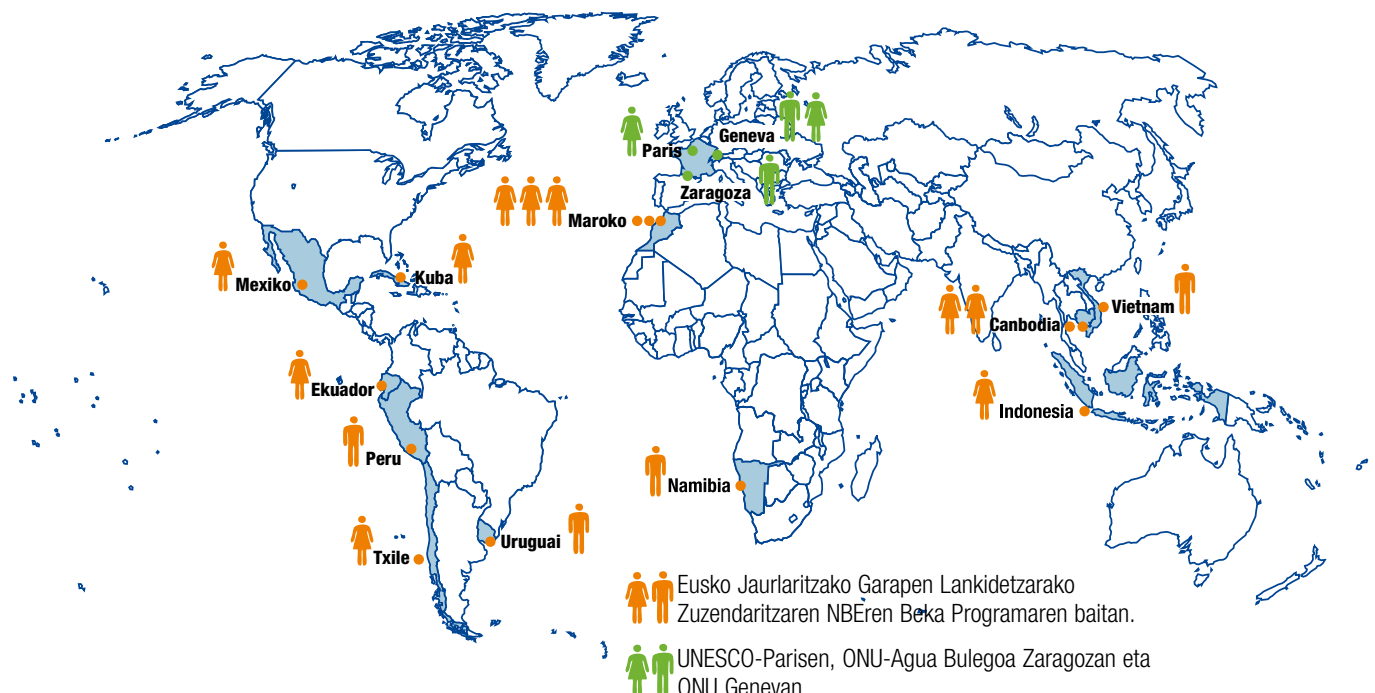 Geneva
Paris
Zaragoza
Maroko
Mexiko
Kuba
Vietnam
Canbodia
Ekuador
Indonesia
Peru
Namibia
Uruguai
Txile
Eusko Jaurlaritzako Garapen Lankidetzarako
Zuzendaritzaren NBEren Beka Programaren baitan.
UNESCO-Parisen, ONU-Agua Bulegoa Zaragozan eta
ONU Genevan